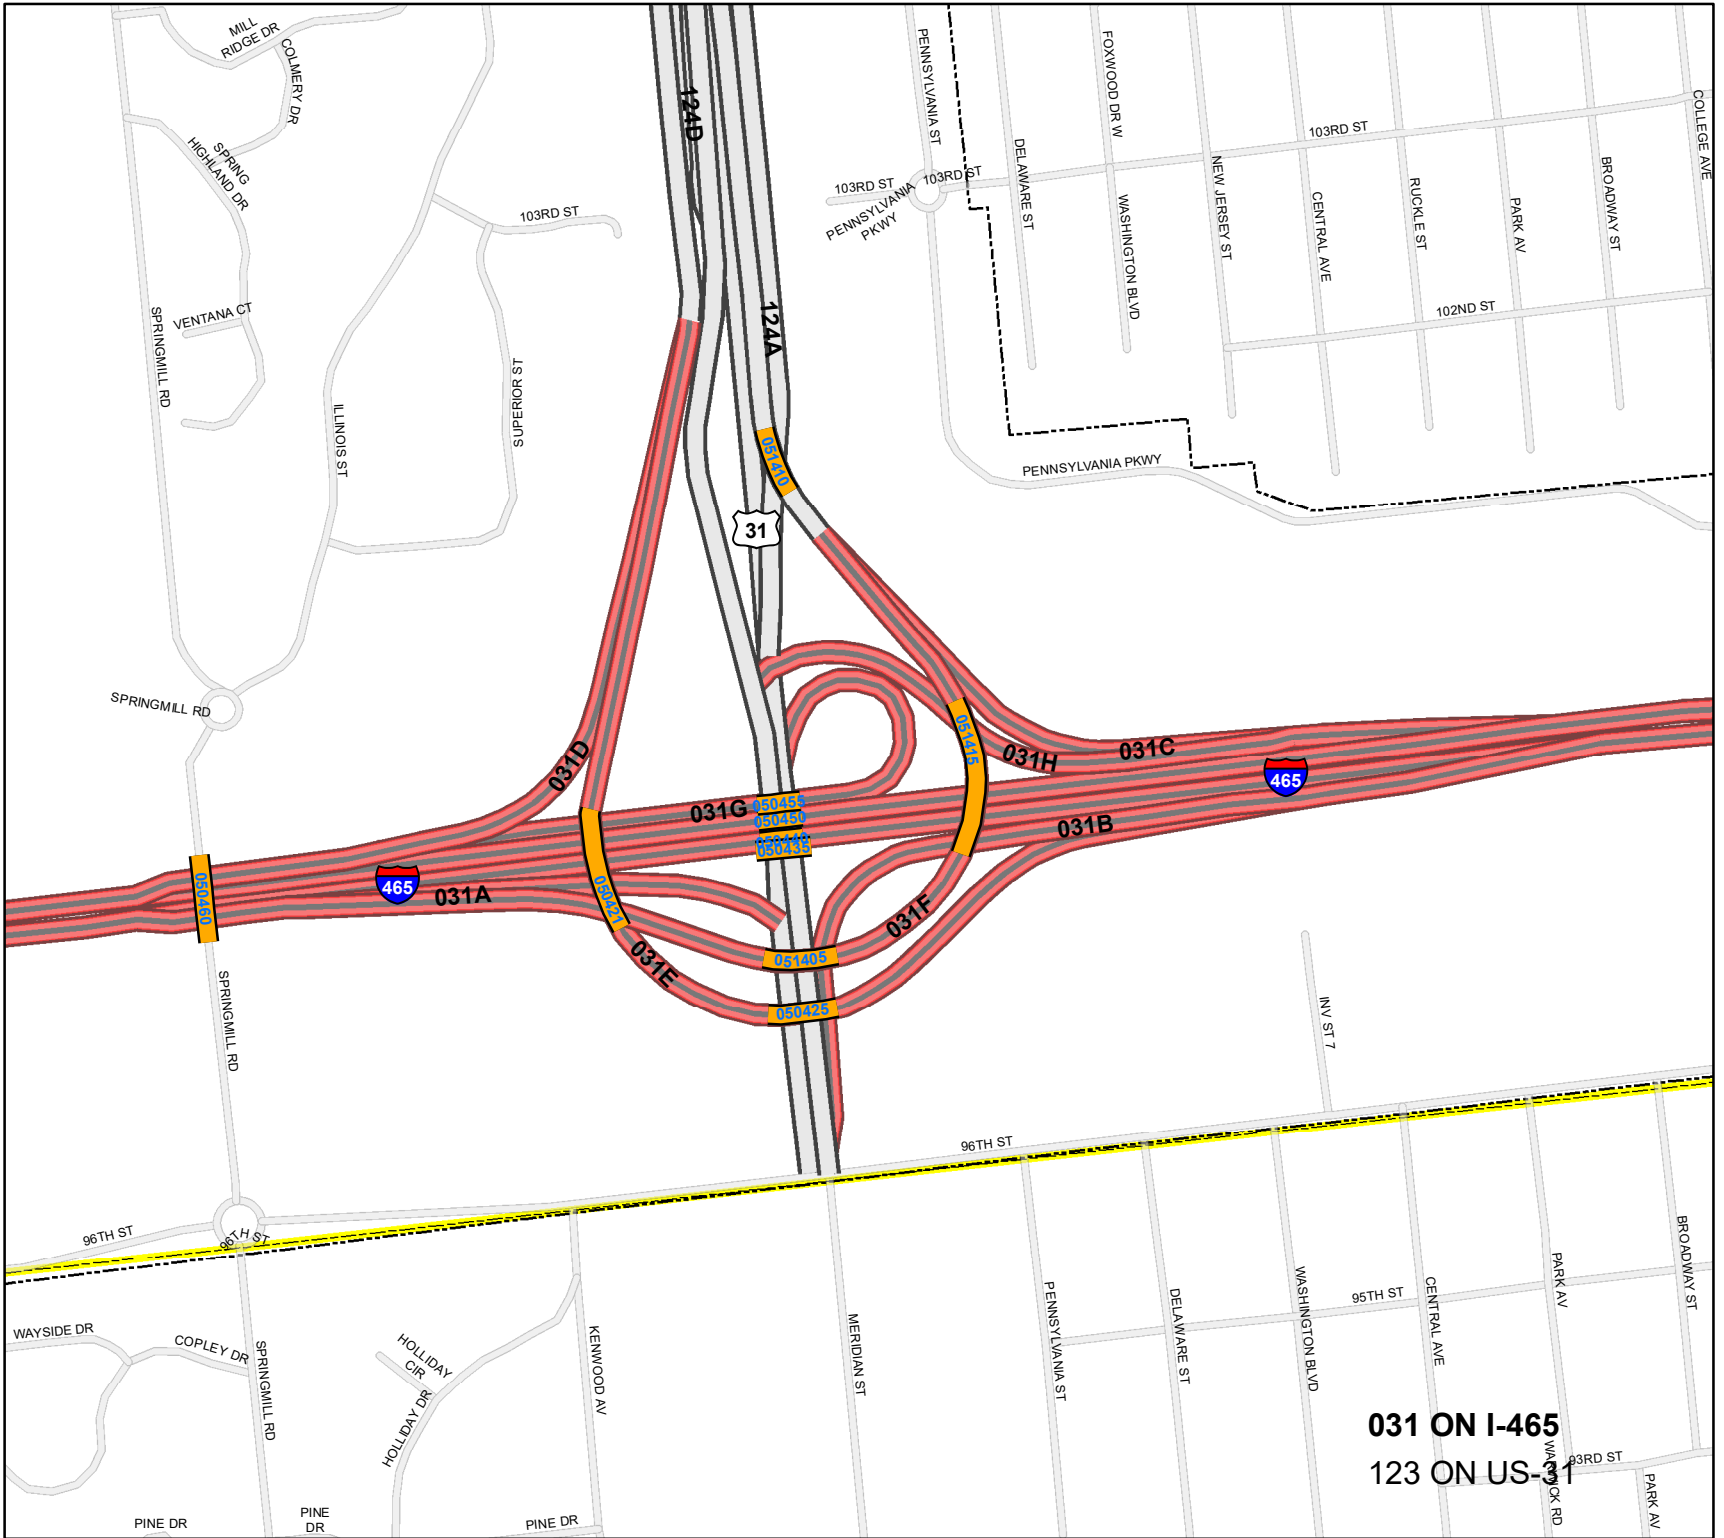 MILL
RIDGE DR
COLMERY DR
SPRING
HIGHLAND DR
103RD ST
VENTANA CT
SPRINGMILL RD
ILLINOIS ST
SUPERIOR ST
124D
124A
PENNSYLVANIA ST
103RD ST
103RD ST
PENNSYLVANIA
PKWY
DELAWARE ST
FOXWOOD DR W
WASHINGTON BLVD
NEW JERSEY ST
103RD ST
CENTRAL AVE
RUCKLE ST
PARK AV
BROADWAY ST
COLLEGE AVE
102ND ST
PENNSYLVANIA PKWY
051410
31
SPRINGMILL RD
031D
051415
031H
031C
465
031G
050455
050450
050440
050435
031B
050460
465
031A
050421
031F
031E
051405
050425
SPRINGMILL RD
INV ST 7
96TH ST
96TH ST
96TH ST
WAYSIDE DR
COPLEY DR
SPRINGMILL RD
HOLLIDAY
CIR
HOLLIDAY DR
KENWOOD AV
MERIDIAN ST
PENNSYLVANIA ST
DELAWARE ST
WASHINGTON BLVD
95TH ST
CENTRAL AVE
PARK AV
BROADWAY ST
031 ON I-465
123 ON US-31
WARWICK RD
93RD ST
PARK AV
PINE DR
PINE
DR
PINE DR